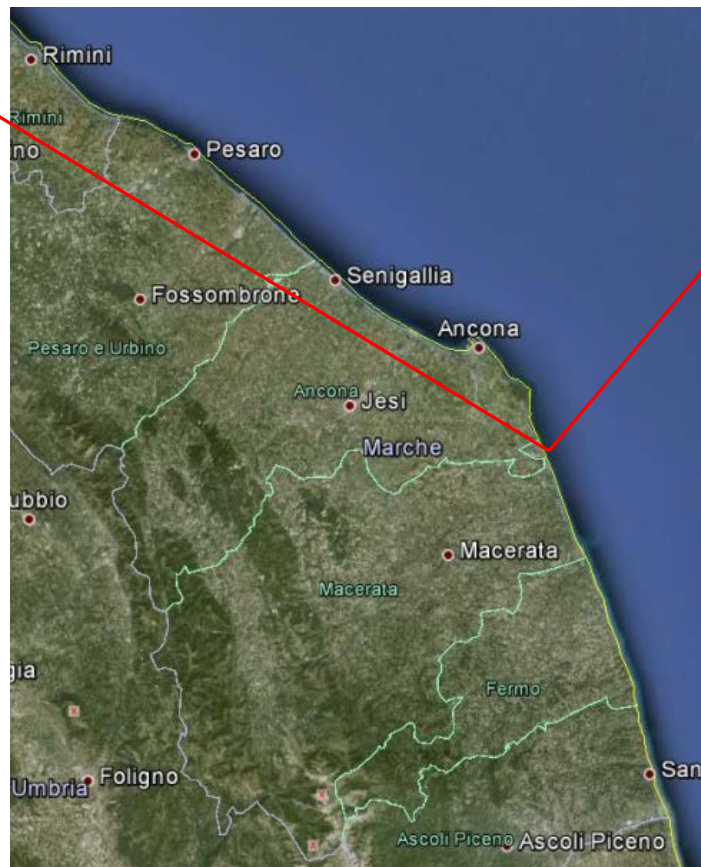 Rimini
Rimini
no
Pesaro
Senigallia
Fossombrone
Ancona
Pesaro e Urbino
Ancona
Jesi
Marche
ubbio
Macerata
Macerata
gia
Fermo
San
Umbria
Foligno
Ascoli Piceno
Ascoli Piceno